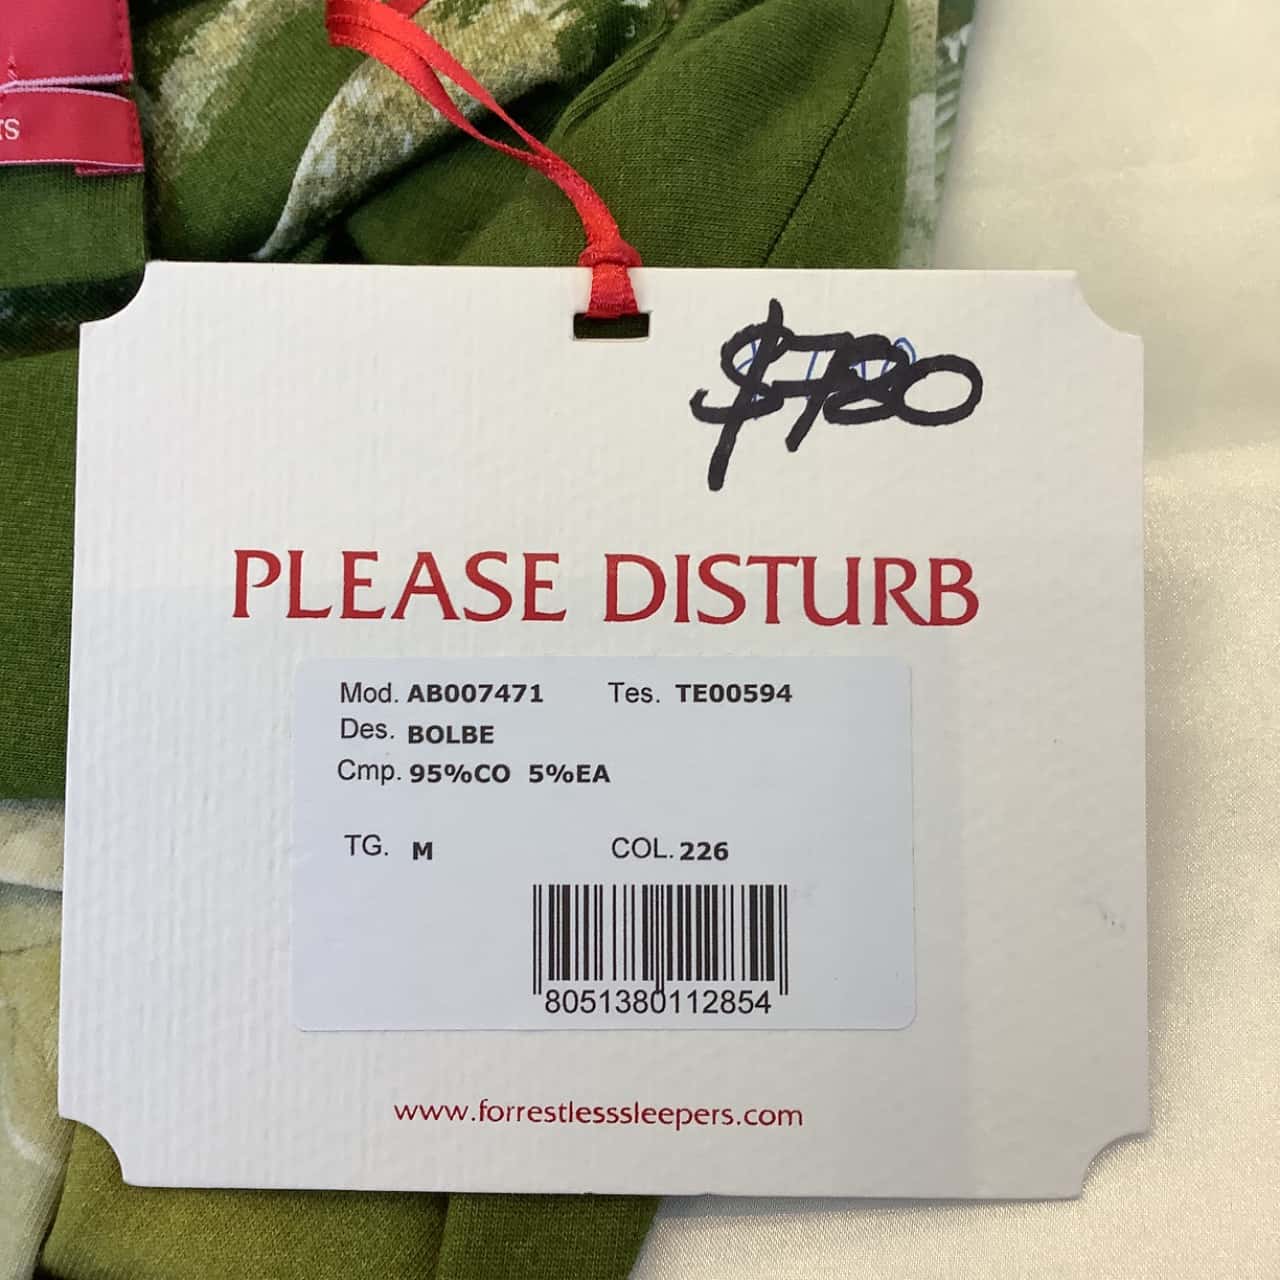 $780
PLEASE DISTURB
Mod. AB007471 Tes. TE00594
Des. BOLBE
Cmp. 95%CO 5%EA
TG. M COL. 226
8051380112854
www.forrestlesssleepers.com